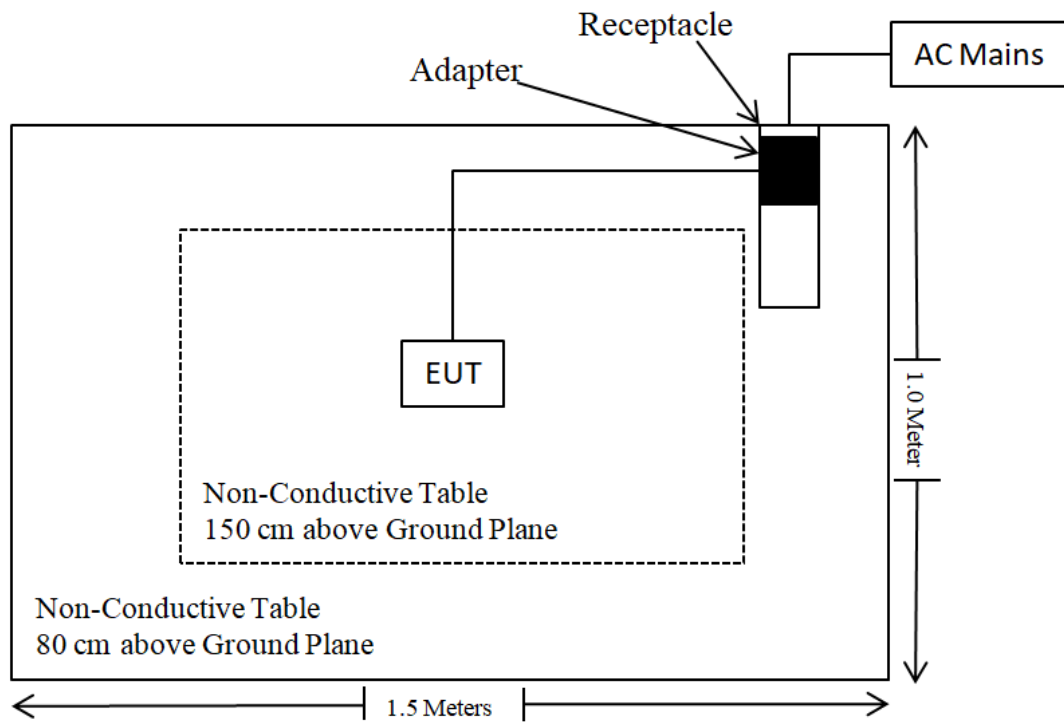 Receptacle
AC Mains
Adapter
EUT
1.0 Meter
Non-Conductive Table
150 cm above Ground Plane
Non-Conductive Table
80 cm above Ground Plane
1.5 Meters